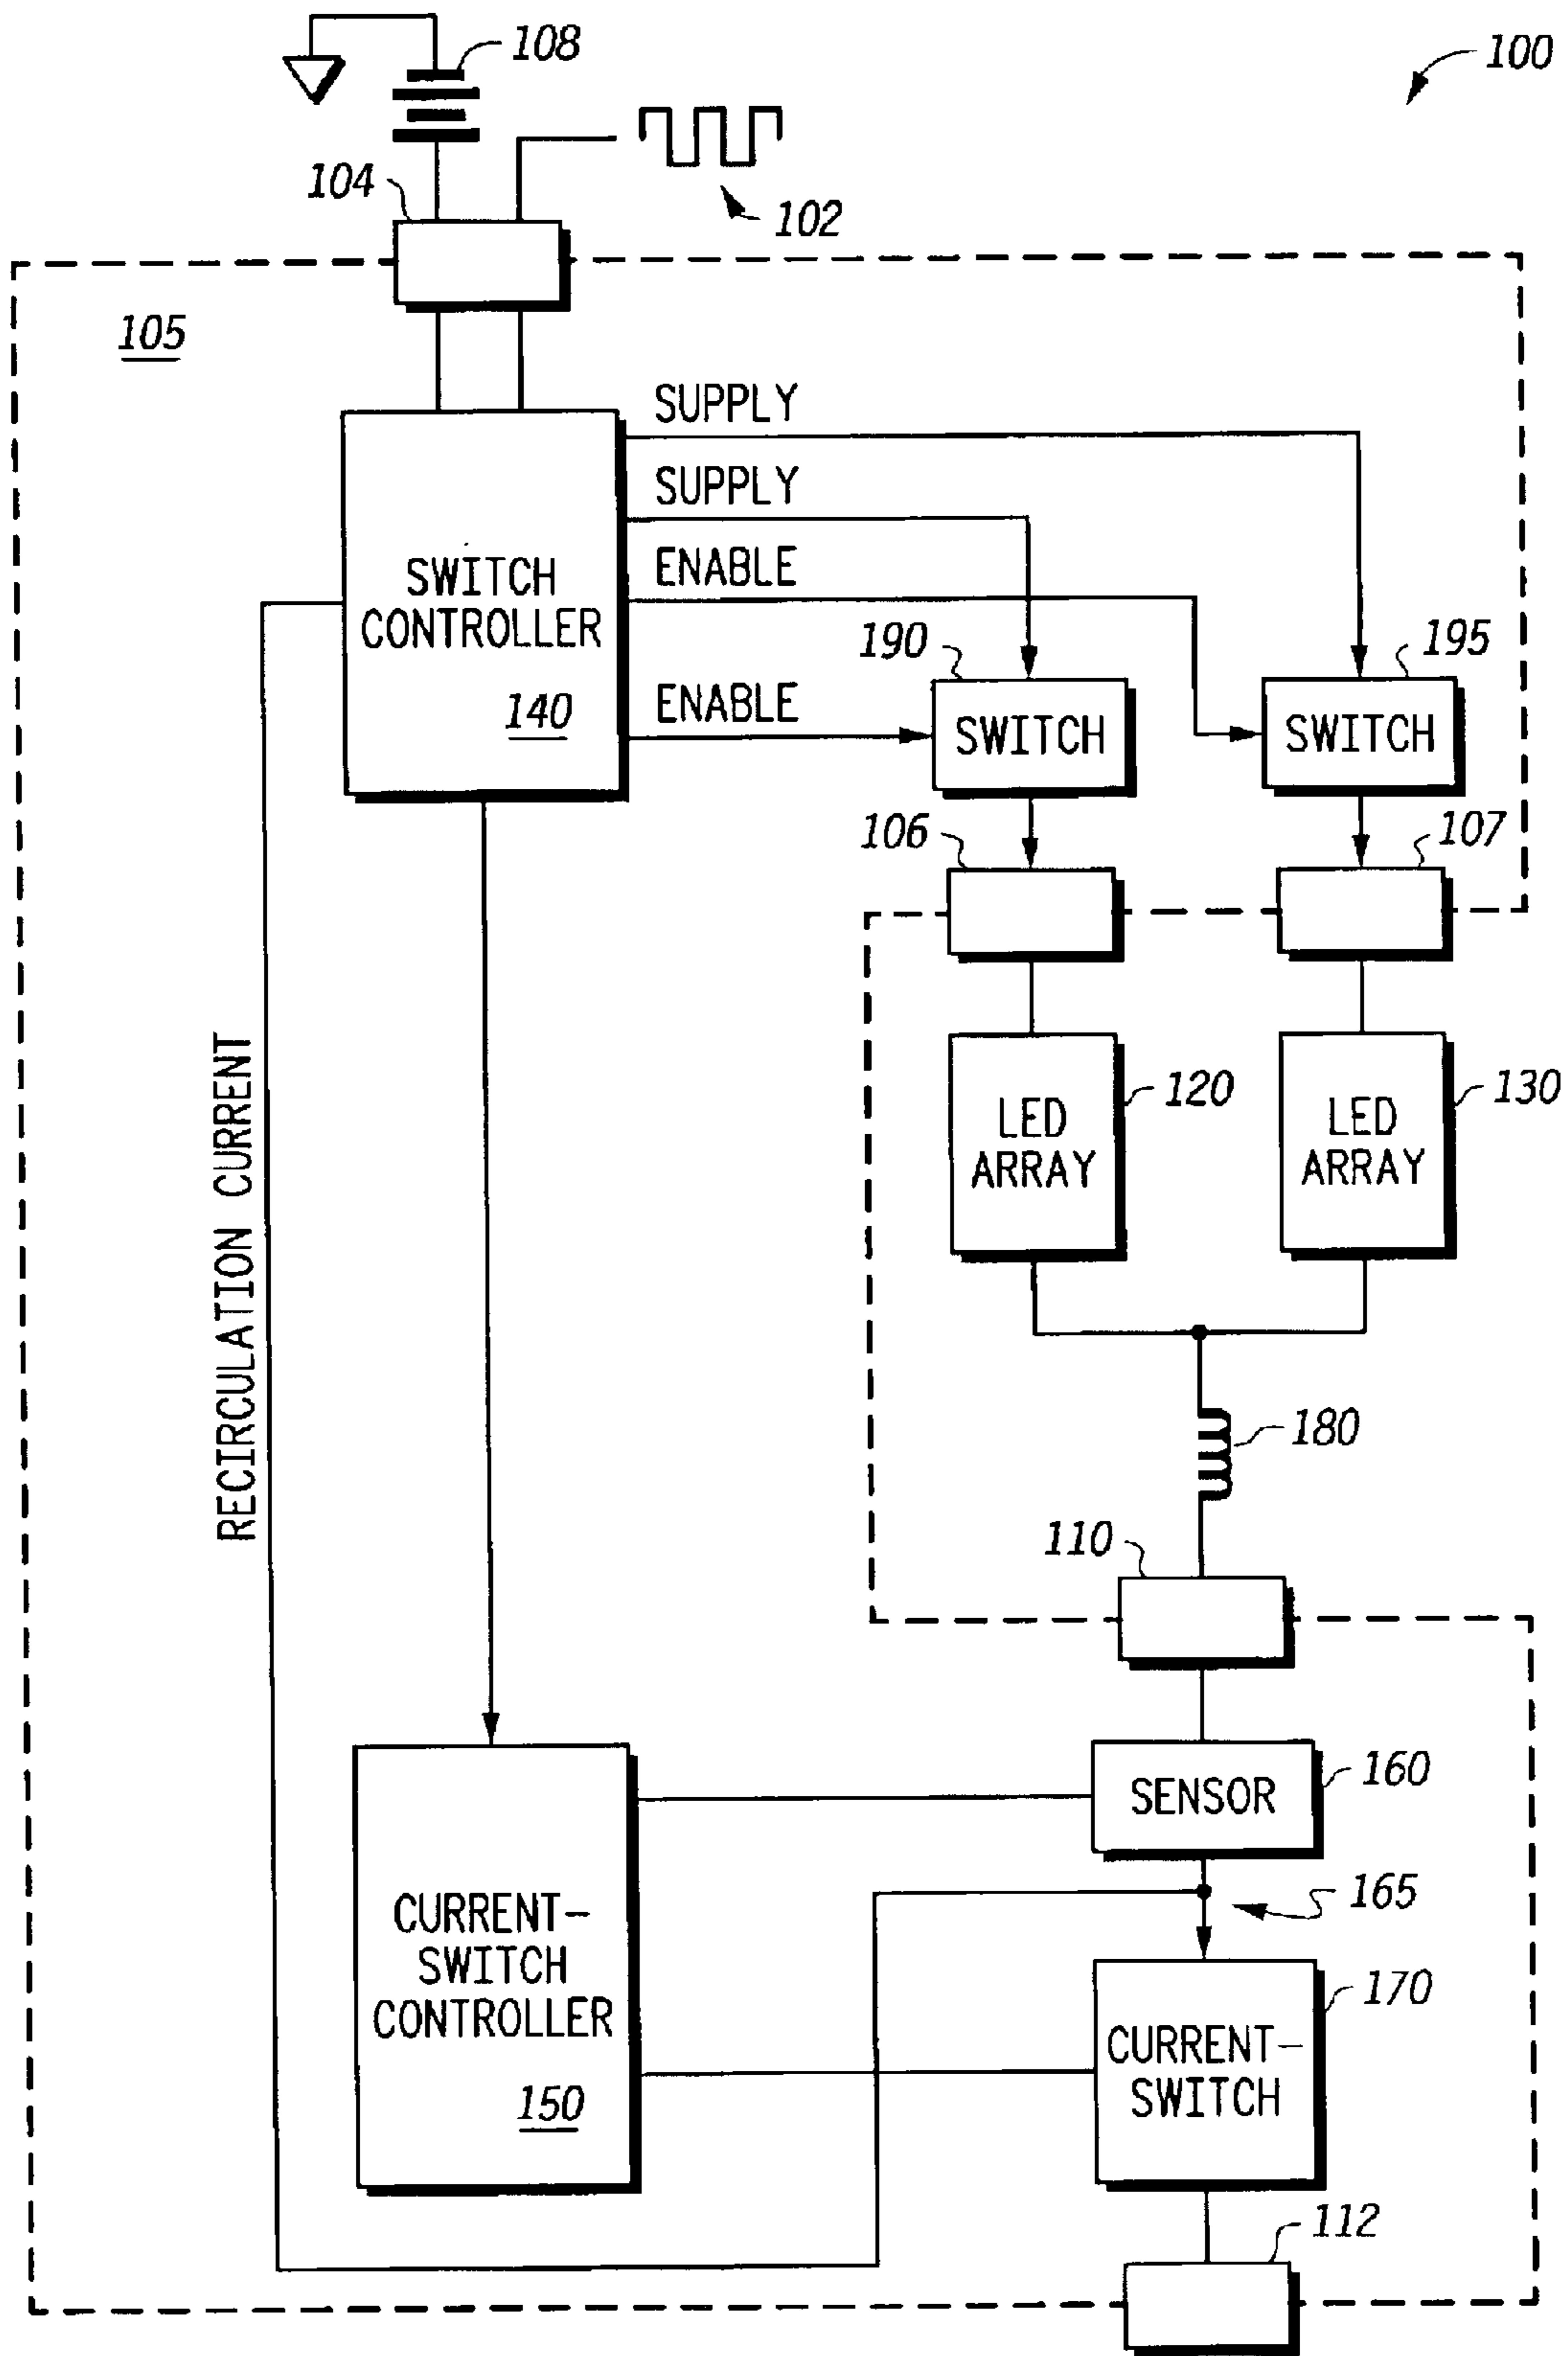 108
100
104
102
105
SUPPLY
SUPPLY
ENABLE
SWITCH
CONTROLLER
140
ENABLE
190
195
SWITCH
SWITCH
106
107
RECIRCULATION CURRENT
120
130
LED
ARRAY
LED
ARRAY
180
110
SENSOR
160
165
CURRENT-
SWITCH
CONTROLLER
150
170
CURRENT-
SWITCH
112